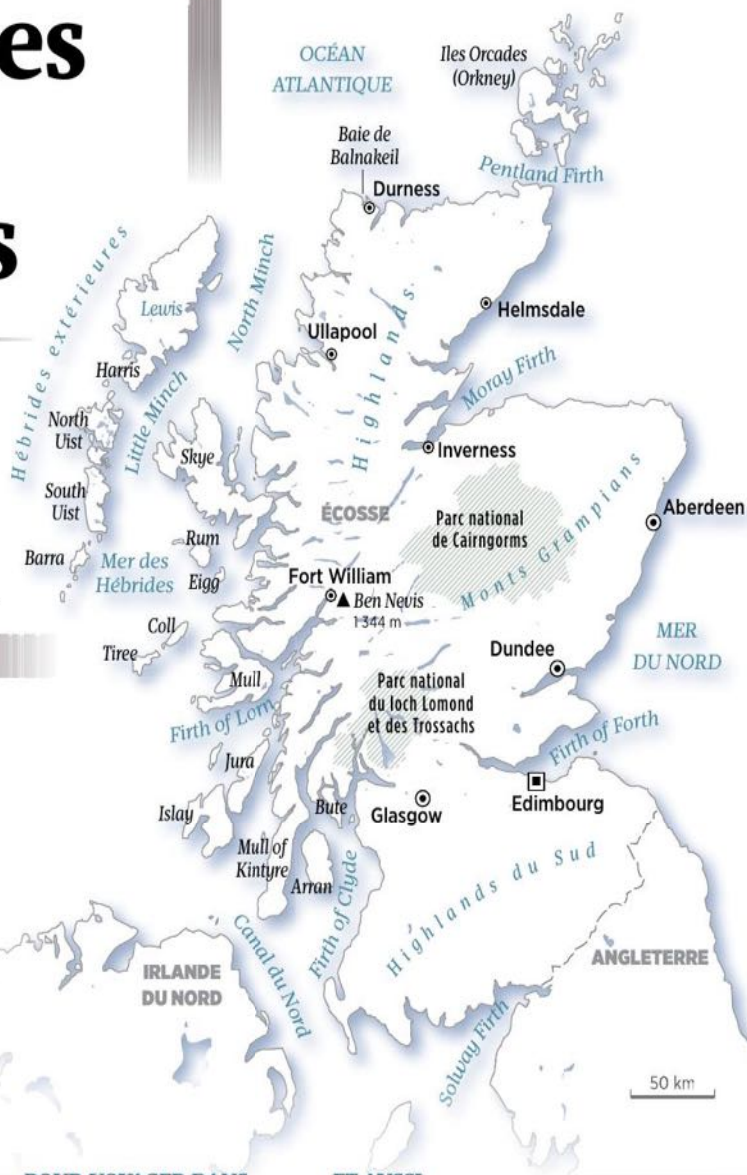 es
s
OCÉAN
ATLANTIQUE
Iles Orcades
(Orkney)
Baie de
Balnakeil
Pentland Firth
Durness
Hébrides extérieures
North Minch
Lewis
Highlands
Helmsdale
Ullapool
Harris
Little Minch
Moray Firth
North
Uist
Skye
Inverness
South
Uist
ÉCOSSE
Parc national
de Cairngorms
Monts Grampians
Aberdeen
Barra
Mer des
Hébrides
Rum
Eigg
Fort William
Ben Nevis
1 344 m
Coll
Tiree
Dundee
MER
DU NORD
Mull
Parc national
du loch Lomond
et des Trossachs
Firth of Lorn
Firth of Forth
Jura
Islay
Bute
Glasgow
Edimbourg
Mull of
Kintyre
Arran
Firth of Clyde
Highlands du Sud
Canal du Nord
IRLANDE
DU NORD
ANGLETERRE
Solway Firth
50 km